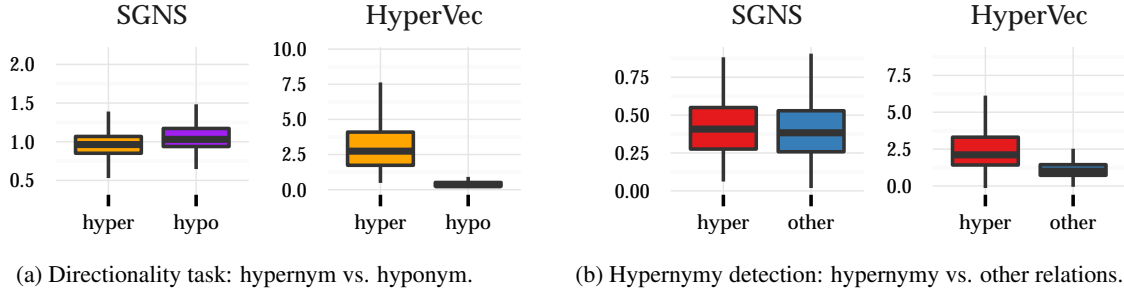 SGNS
HyperVec
2.0
1.5
1.0
0.5
hyper hypo
10.0
7.5
5.0
2.5
0.0
hyper hypo
(a) Directionality task: hypernym vs. hyponym.
SGNS
HyperVec
0.75
0.50
0.25
0.00
hyper other
7.5
5.0
2.5
0.0
hyper other
(b) Hypernymy detection: hypernymy vs. other relations.